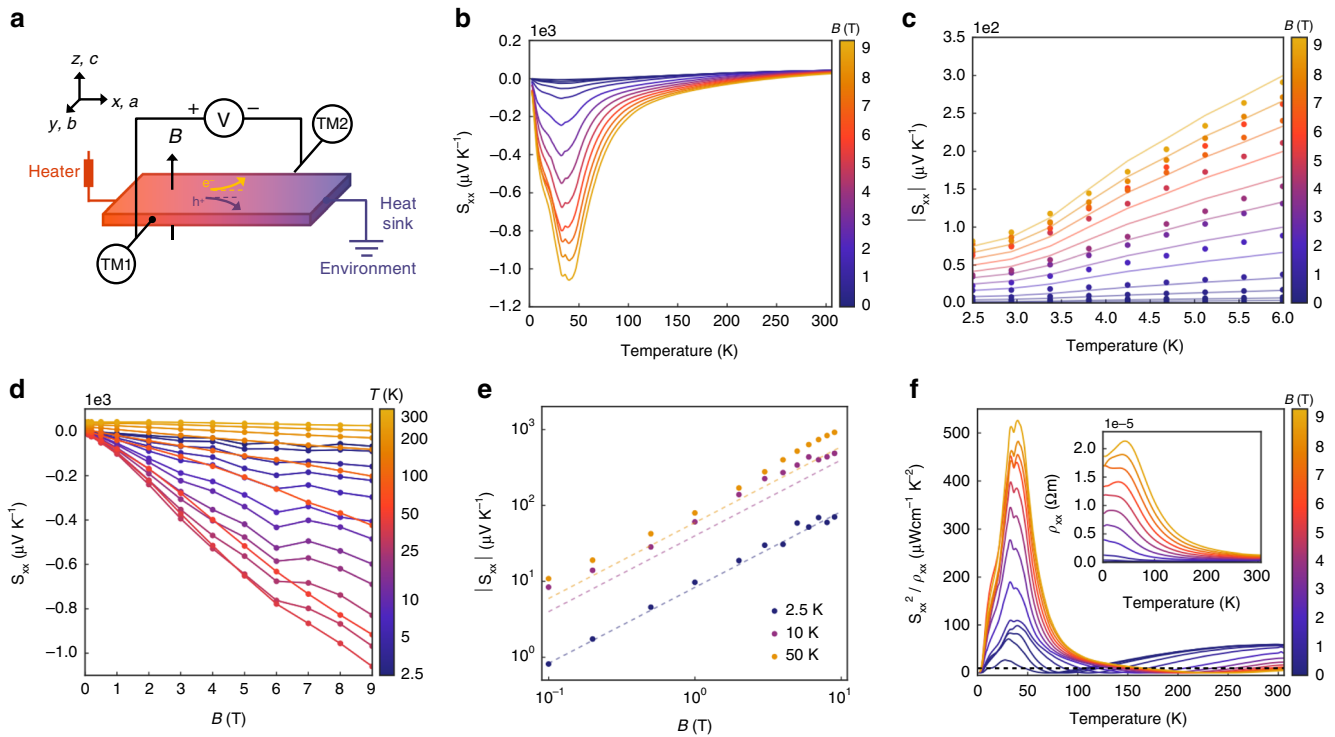 a
z, c
x, a
y, b
B
+ V −
TM2
Heater
e⁻
h⁺
TM1
Heat
sink
Environment
b
1e3
B (T)
0.2
0.0
−0.2
−0.4
−0.6
−0.8
−1.0
−1.2
Sxx (μV K⁻¹)
0 50 100 150 200 250 300
Temperature (K)
9
8
7
6
5
4
3
2
1
0
c
1e2
B (T)
3.5
3.0
2.5
2.0
1.5
1.0
0.5
0.0
| Sxx | (μV K⁻¹)
2.5 3.0 3.5 4.0 4.5 5.0 5.5 6.0
Temperature (K)
9
8
7
6
5
4
3
2
1
0
d
1e3
T (K)
0.0
−0.2
−0.4
−0.6
−0.8
−1.0
Sxx (μV K⁻¹)
0 1 2 3 4 5 6 7 8 9
B (T)
300
200
100
50
25
10
5
2.5
e
10³
10²
10¹
10⁰
| Sxx | (μV K⁻¹)
2.5 K
10 K
50 K
10⁻¹ 10⁰ 10¹
B (T)
f
B (T)
500
400
300
200
100
0
Sxx² / ρxx (μWcm⁻¹ K⁻²)
0 50 100 150 200 250 300
Temperature (K)
1e−5
2.0
1.5
1.0
0.5
0.0
ρxx (Ωm)
0 100 200 300
Temperature (K)
9
8
7
6
5
4
3
2
1
0